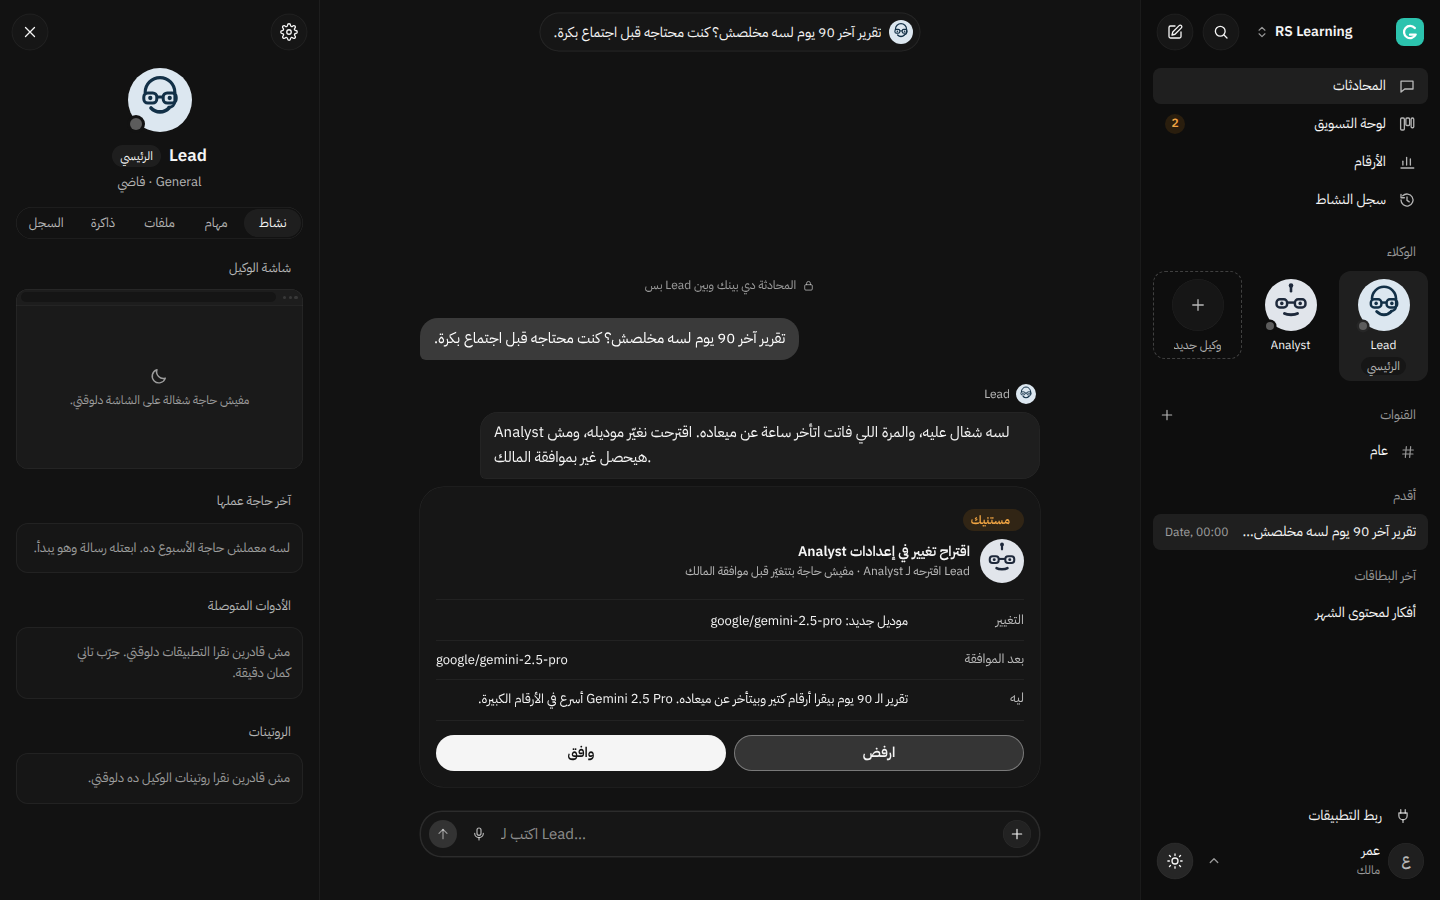 RS Learning
المحادثات
لوحة التسويق
2
الأرقام
سجل النشاط
الوكلاء
Lead
الرئيسي
Analyst
وكيل جديد
القنوات
عام
أقدم
تقرير آخر 90 يوم لسه مخلصش...
Date, 00:00
آخر البطاقات
أفكار لمحتوى الشهر
ربط التطبيقات
ع
عمر
مالك
تقرير آخر 90 يوم لسه مخلصش؟ كنت محتاجه قبل اجتماع بكرة.
المحادثة دي بينك وبين Lead بس
تقرير آخر 90 يوم لسه مخلصش؟ كنت محتاجه قبل اجتماع بكرة.
Lead
Analyst لسه شغال عليه، والمرة اللي فاتت اتأخر ساعة عن ميعاده. اقترحت نغيّر موديله، ومش
هيحصل غير بموافقة المالك.
مستنيك
اقتراح تغيير في إعدادات Analyst
Lead اقترحه لـ Analyst · مفيش حاجة بتتغيّر قبل موافقة المالك
التغيير
موديل جديد: google/gemini-2.5-pro
بعد الموافقة
google/gemini-2.5-pro
ليه
تقرير الـ 90 يوم بيقرا أرقام كتير وبيتأخر عن ميعاده. Gemini 2.5 Pro أسرع في الأرقام الكبيرة.
ارفض
وافق
اكتب لـ Lead...
Lead
الرئيسي
General · فاضي
نشاط
مهام
ملفات
ذاكرة
السجل
شاشة الوكيل
مفيش حاجة شغالة على الشاشة دلوقتي.
آخر حاجة عملها
لسه معملش حاجة الأسبوع ده. ابعتله رسالة وهو يبدأ.
الأدوات المتوصلة
مش قادرين نقرا التطبيقات دلوقتي. جرّب تاني
كمان دقيقة.
الروتينات
مش قادرين نقرا روتينات الوكيل ده دلوقتي.